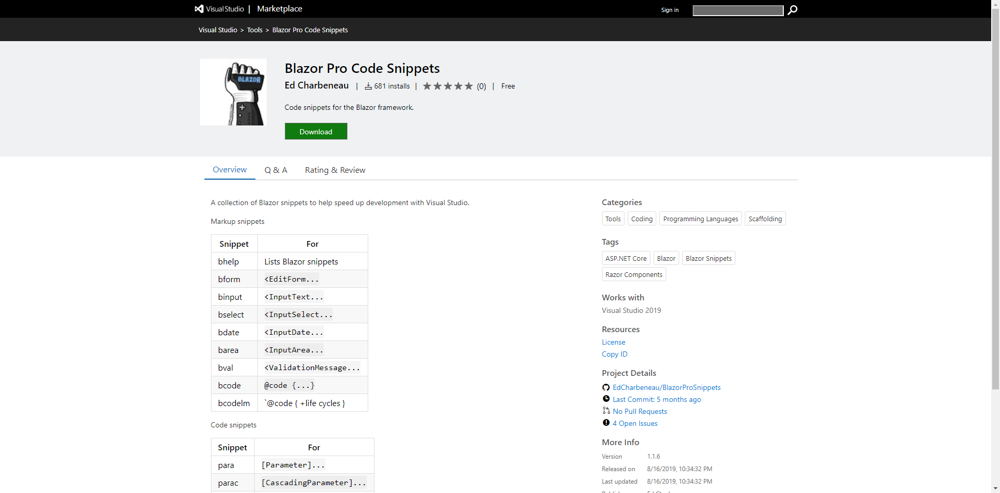 Visual Studio | Marketplace
Sign in
Visual Studio > Tools > Blazor Pro Code Snippets
BLAZOR
Blazor Pro Code Snippets
Ed Charbeneau | 681 installs | (0) | Free
Code snippets for the Blazor framework.
Download
Overview Q & A Rating & Review
A collection of Blazor snippets to help speed up development with Visual Studio.
Markup snippets
Snippet For
bhelp Lists Blazor snippets
bform <EditForm...
binput <InputText...
bselect <InputSelect...
bdate <InputDate...
barea <InputArea...
bval <ValidationMessage...
bcode @code {...}
bcodelm `@code { +life cycles }
Code snippets
Snippet For
para [Parameter]...
parac [CascadingParameter]...
Categories
Tools Coding Programming Languages Scaffolding
Tags
ASP.NET Core Blazor Blazor Snippets
Razor Components
Works with
Visual Studio 2019
Resources
License
Copy ID
Project Details
EdCharbeneau/BlazorProSnippets
Last Commit: 5 months ago
No Pull Requests
4 Open Issues
More Info
Version 1.1.6
Released on 8/16/2019, 10:34:32 PM
Last updated 8/16/2019, 10:34:32 PM